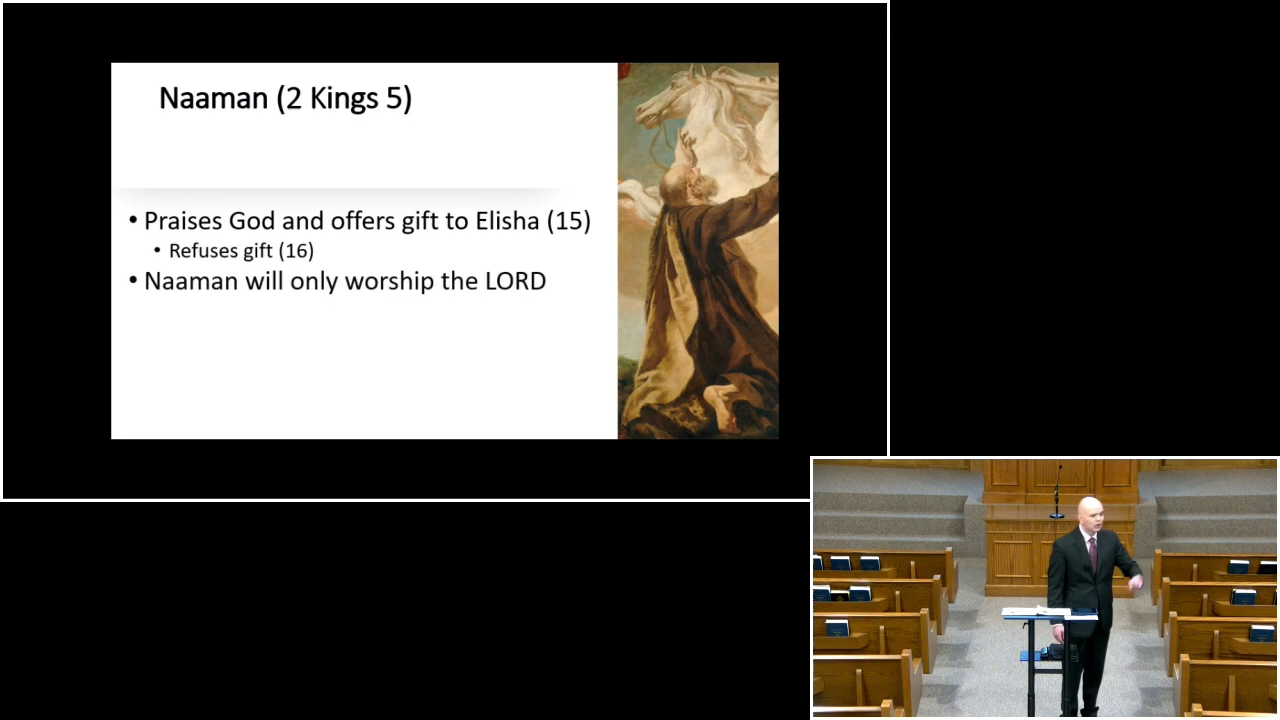 Naaman (2 Kings 5)
• Praises God and offers gift to Elisha (15)
• Refuses gift (16)
• Naaman will only worship the LORD